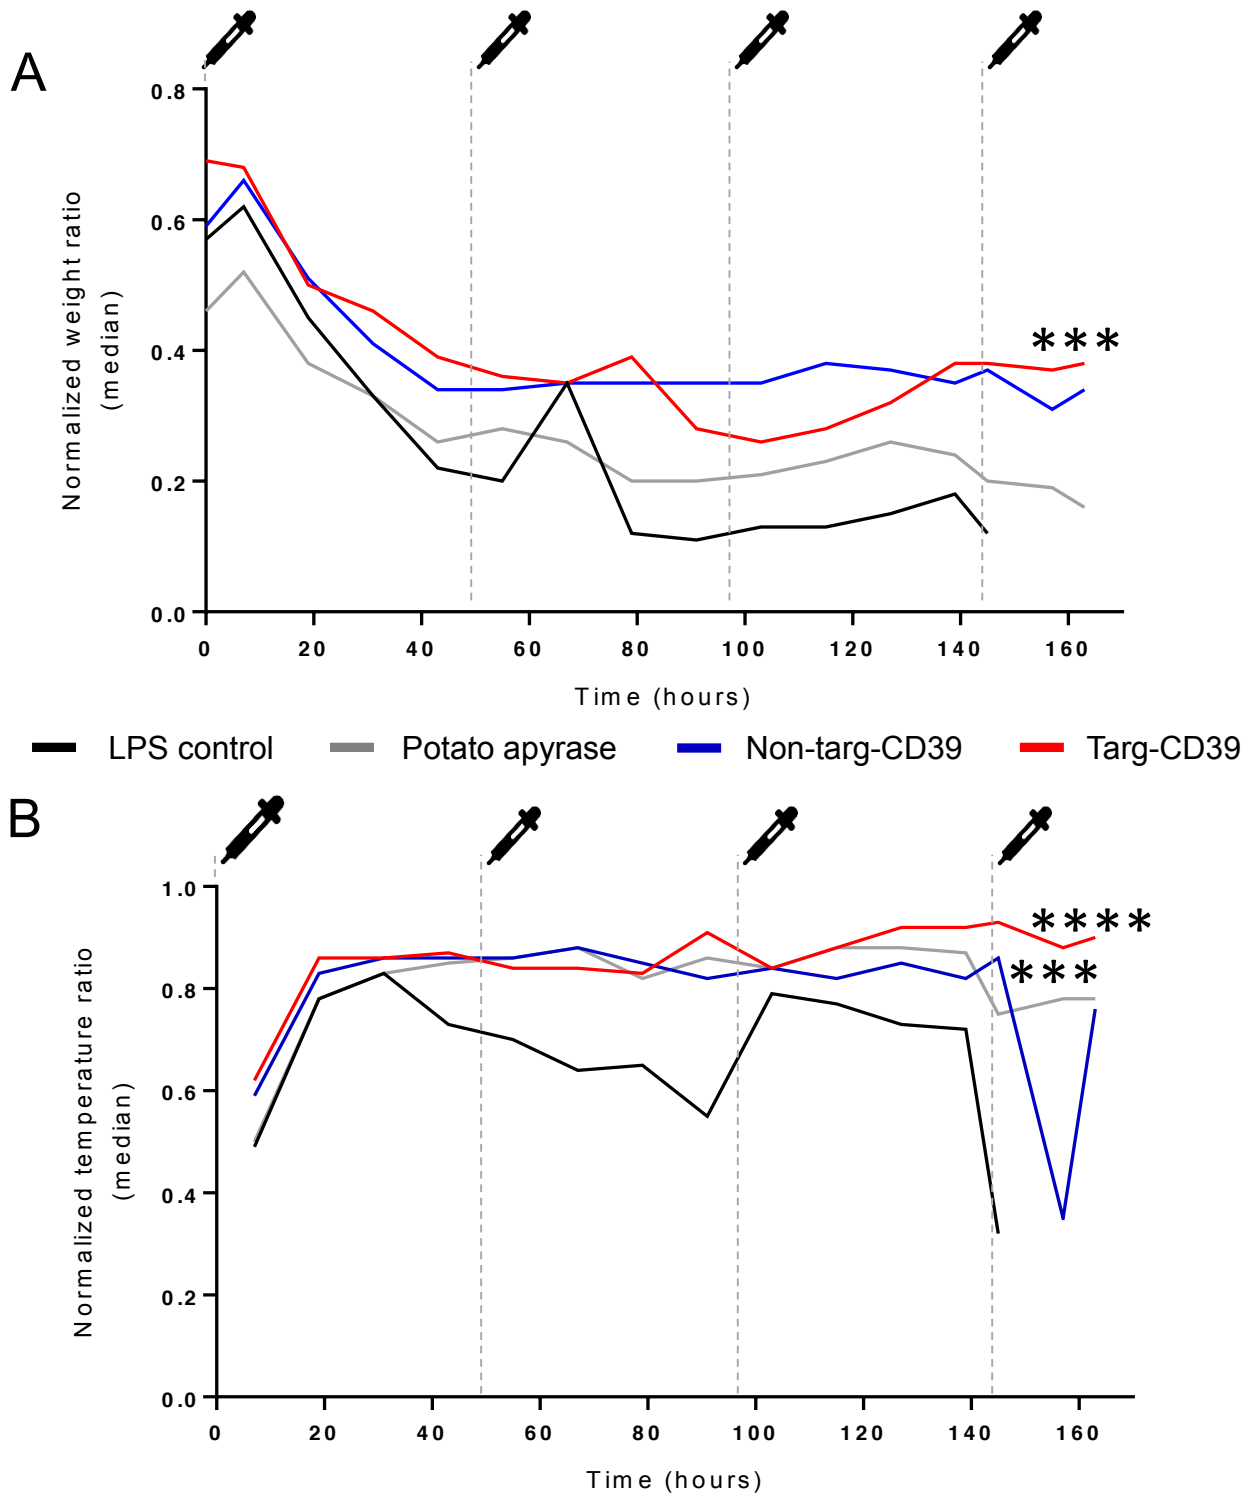 A
0.8
0.6
0.4
0.2
0.0
Normalized weight ratio
(median)
***
0 20 40 60 80 100 120 140 160
Time (hours)
LPS control Potato apyrase Non-targ-CD39 Targ-CD39
B
1.0
0.8
0.6
0.4
0.2
0.0
Normalized temperature ratio
(median)
****
***
0 20 40 60 80 100 120 140 160
Time (hours)